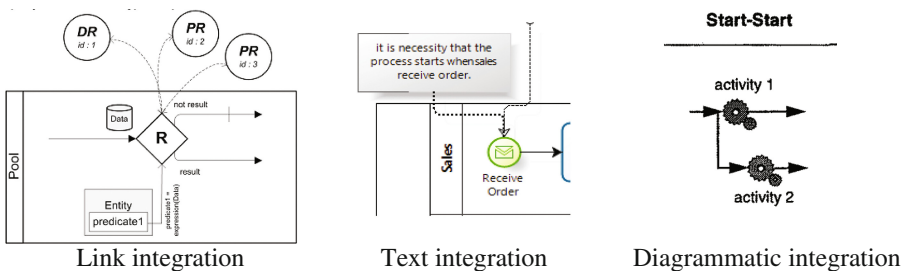 DR
id : 1
PR
id : 2
PR
id : 3
Pool
Data
not result
R
result
Entity
predicate1
predicate1 =
expression(Data)
Link integration
it is necessity that the
process starts whensales
receive order.
Sales
Receive
Order
Text integration
Start-Start
activity 1
activity 2
Diagrammatic integration